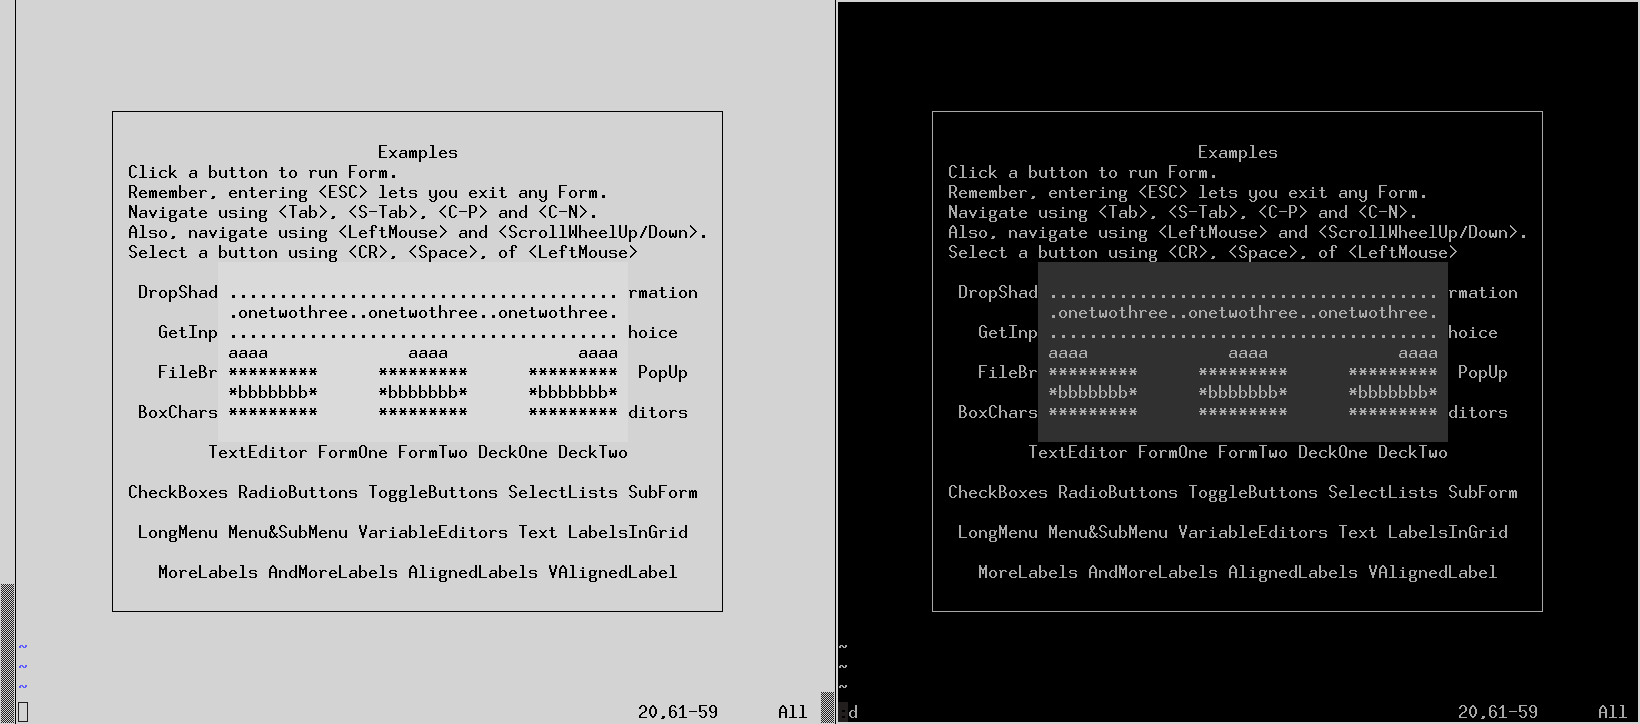 Examples
Click a button to run Form.
Remember, entering <ESC> lets you exit any Form.
Navigate using <Tab>, <S-Tab>, <C-P> and <C-N>.
Also, navigate using <LeftMouse> and <ScrollWheelUp/Down>.
Select a button using <CR>, <Space>, of <LeftMouse>
DropShad ....................................... rmation
.onetwothree..onetwothree..onetwothree.
GetInp ....................................... hoice
aaaa aaaa aaaa
FileBr ********* ********* ********* PopUp
*bbbbbbb* *bbbbbbb* *bbbbbbb*
BoxChars ********* ********* ********* ditors
TextEditor FormOne FormTwo DeckOne DeckTwo
CheckBoxes RadioButtons ToggleButtons SelectLists SubForm
LongMenu Menu&SubMenu VariableEditors Text LabelsInGrid
MoreLabels AndMoreLabels AlignedLabels VAlignedLabel
~
~
~
20,61-59 All
Examples
Click a button to run Form.
Remember, entering <ESC> lets you exit any Form.
Navigate using <Tab>, <S-Tab>, <C-P> and <C-N>.
Also, navigate using <LeftMouse> and <ScrollWheelUp/Down>.
Select a button using <CR>, <Space>, of <LeftMouse>
DropShad ....................................... rmation
.onetwothree..onetwothree..onetwothree.
GetInp ....................................... hoice
aaaa aaaa aaaa
FileBr ********* ********* ********* PopUp
*bbbbbbb* *bbbbbbb* *bbbbbbb*
BoxChars ********* ********* ********* ditors
TextEditor FormOne FormTwo DeckOne DeckTwo
CheckBoxes RadioButtons ToggleButtons SelectLists SubForm
LongMenu Menu&SubMenu VariableEditors Text LabelsInGrid
MoreLabels AndMoreLabels AlignedLabels VAlignedLabel
~
~
~
:d 20,61-59 All